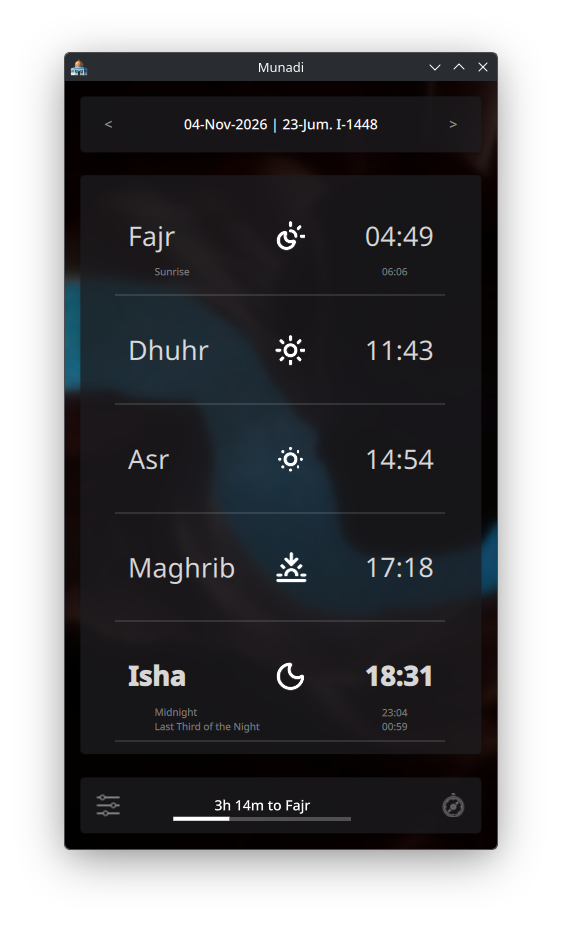 Munadi
< 04-Nov-2026 | 23-Jum. I-1448 >
Fajr 04:49
Sunrise 06:06
Dhuhr 11:43
Asr 14:54
Maghrib 17:18
Isha 18:31
Midnight 23:04
Last Third of the Night 00:59
3h 14m to Fajr